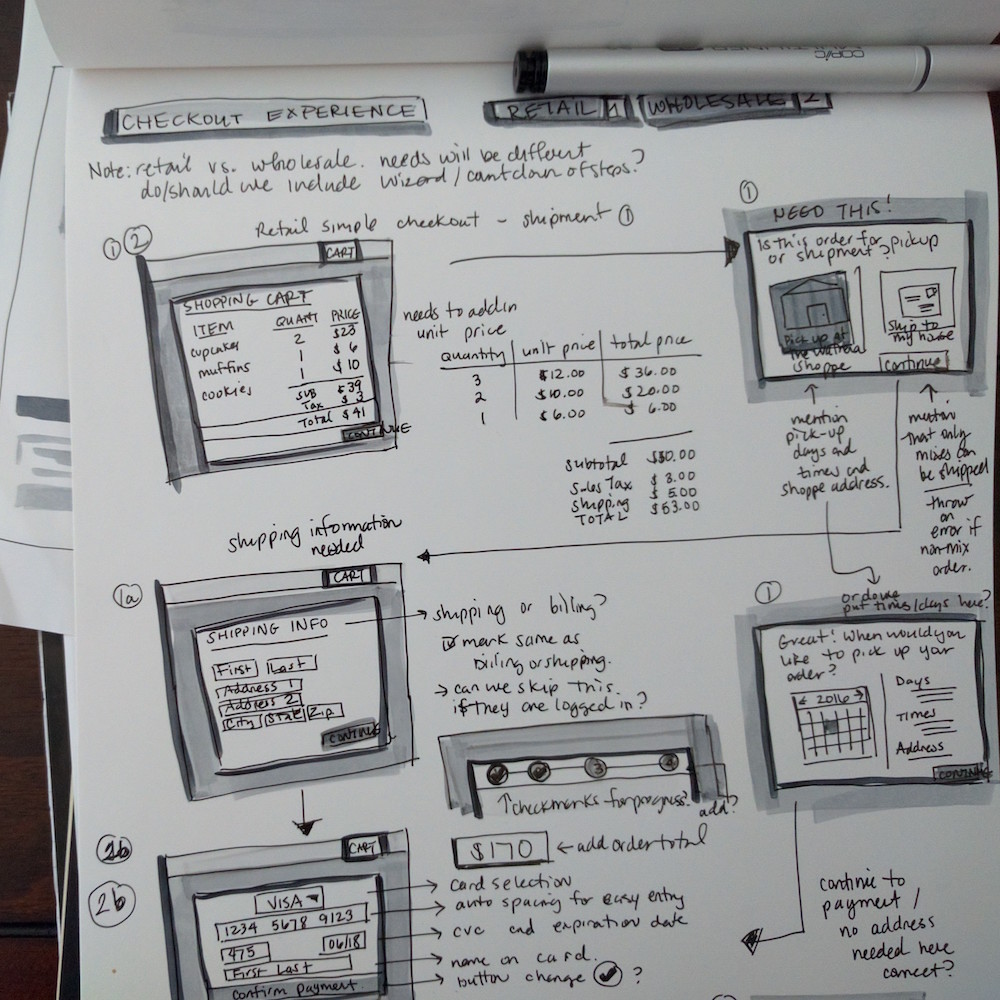 COPIC
CHECKOUT EXPERIENCE
RETAIL 1
WHOLESALE 2
Note: retail vs. wholesale. needs will be different
do/should we include wizard/countdown of steps?
Retail simple checkout - shipment ①
① ②
CART
SHOPPING CART
ITEM QUANT PRICE
cupcakes 2 $23
muffins 1 $6
cookies 1 $10
SUB $39
Tax $3
Total $41
CONTINUE
needs to add in
unit price
quantity unit price total price
3 $12.00 $36.00
2 $10.00 $20.00
1 $6.00 $6.00
subtotal $50.00
Sales Tax $3.00
Shipping $5.00
TOTAL $53.00
①
NEED THIS!
Is this order for pickup
or shipment?
Pick up at
the
shoppe
Ship to
my house
Continue
mention
pick-up
days and
times and
shoppe address.
mention
that only
mixes can
be shipped
throw
an
error if
non-mix
order.
shipping information
needed
1a
CART
SHIPPING INFO
First Last
Address 1
Address 2
City State Zip
CONTINUE
→ shipping or billing?
mark same as
billing or shipping.
→ can we skip this
if they are logged in?
3 4
↑ checkmarks for progress?
add?
①
or do we
put times/days here?
Great! When would you
like to pick up your
order?
< 2016 >
Days
Times
Address
CONTINUE
2b
2b
CART
VISA
1234 5678 9123
475 06/18
First Last
Confirm payment
$170 ← add order total
→ card selection
→ auto spacing for easy entry
→ cvc and expiration date
→ name on card.
→ button change ✓ ?
continue to
payment /
no address
needed here
correct?